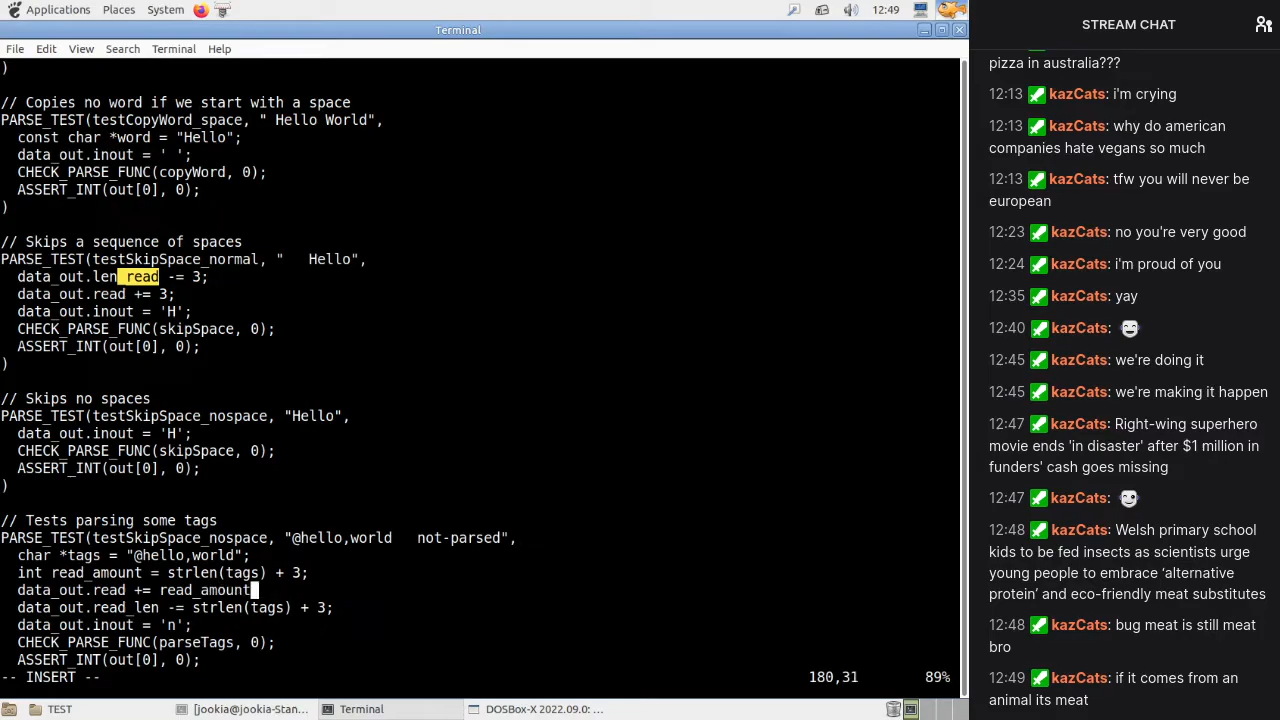 Applications Places System 12:49
Terminal
File Edit View Search Terminal Help
)
// Copies no word if we start with a space
PARSE_TEST(testCopyWord_space, " Hello World",
const char *word = "Hello";
data_out.inout = ' ';
CHECK_PARSE_FUNC(copyWord, 0);
ASSERT_INT(out[0], 0);
)
// Skips a sequence of spaces
PARSE_TEST(testSkipSpace_normal, "   Hello",
data_out.len_read -= 3;
data_out.read += 3;
data_out.inout = 'H';
CHECK_PARSE_FUNC(skipSpace, 0);
ASSERT_INT(out[0], 0);
)
// Skips no spaces
PARSE_TEST(testSkipSpace_nospace, "Hello",
data_out.inout = 'H';
CHECK_PARSE_FUNC(skipSpace, 0);
ASSERT_INT(out[0], 0);
)
// Tests parsing some tags
PARSE_TEST(testSkipSpace_nospace, "@hello,world   not-parsed",
char *tags = "@hello,world";
int read_amount = strlen(tags) + 3;
data_out.read += read_amount
data_out.read_len -= strlen(tags) + 3;
data_out.inout = 'n';
CHECK_PARSE_FUNC(parseTags, 0);
ASSERT_INT(out[0], 0);
-- INSERT -- 180,31 89%
TEST [jookia@jookia-Stan... Terminal DOSBox-X 2022.09.0: ...
STREAM CHAT
pizza in australia???
12:13 kazCats: i'm crying
12:13 kazCats: why do american
companies hate vegans so much
12:13 kazCats: tfw you will never be
european
12:23 kazCats: no you're very good
12:24 kazCats: i'm proud of you
12:35 kazCats: yay
12:40 kazCats:
12:45 kazCats: we're doing it
12:45 kazCats: we're making it happen
12:47 kazCats: Right-wing superhero
movie ends 'in disaster' after $1 million in
funders' cash goes missing
12:47 kazCats:
12:48 kazCats: Welsh primary school
kids to be fed insects as scientists urge
young people to embrace ‘alternative
protein’ and eco-friendly meat substitutes
12:48 kazCats: bug meat is still meat
bro
12:49 kazCats: if it comes from an
animal its meat